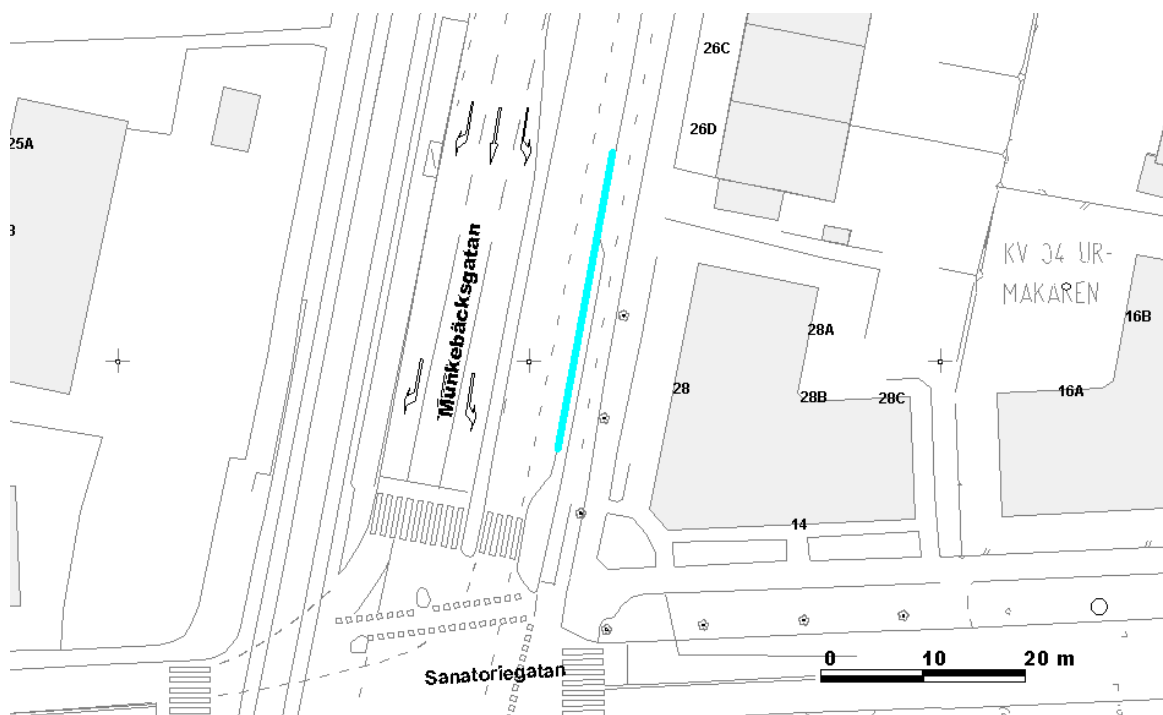 26C
26D
25A
Munkebäcksgatan
KV 34 UR-
MAKAREN
28A
16B
28
28B
28C
16A
14
0 10 20 m
Sanatoriegatan